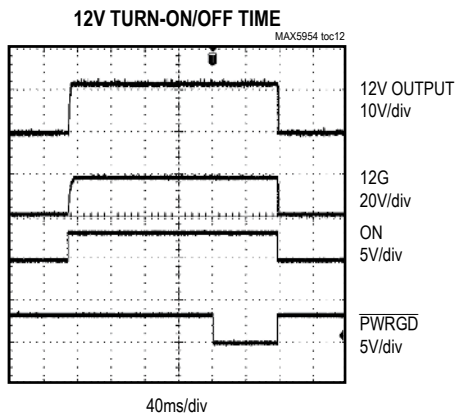 12V TURN-ON/OFF TIME
MAX5954 toc12
12V OUTPUT
10V/div
12G
20V/div
ON
5V/div
PWRGD
5V/div
40ms/div